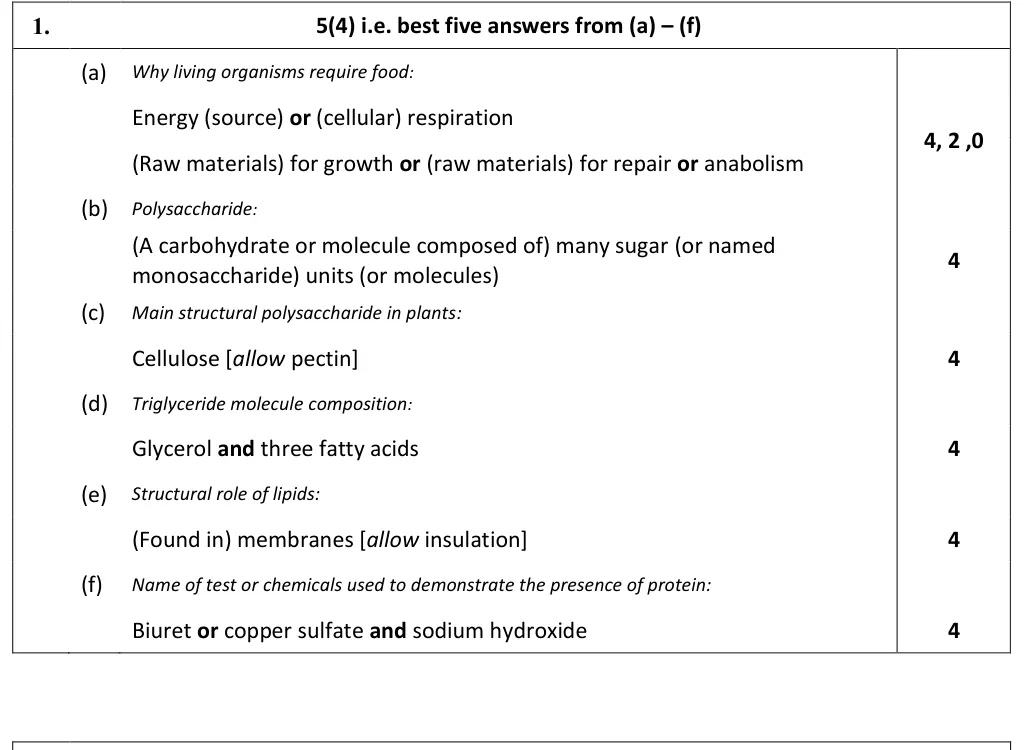 1. 5(4) i.e. best five answers from (a) – (f)
(a) Why living organisms require food:
Energy (source) or (cellular) respiration
(Raw materials) for growth or (raw materials) for repair or anabolism
4, 2 ,0
(b) Polysaccharide:
(A carbohydrate or molecule composed of) many sugar (or named
monosaccharide) units (or molecules)
4
(c) Main structural polysaccharide in plants:
Cellulose [allow pectin] 4
(d) Triglyceride molecule composition:
Glycerol and three fatty acids 4
(e) Structural role of lipids:
(Found in) membranes [allow insulation] 4
(f) Name of test or chemicals used to demonstrate the presence of protein:
Biuret or copper sulfate and sodium hydroxide 4